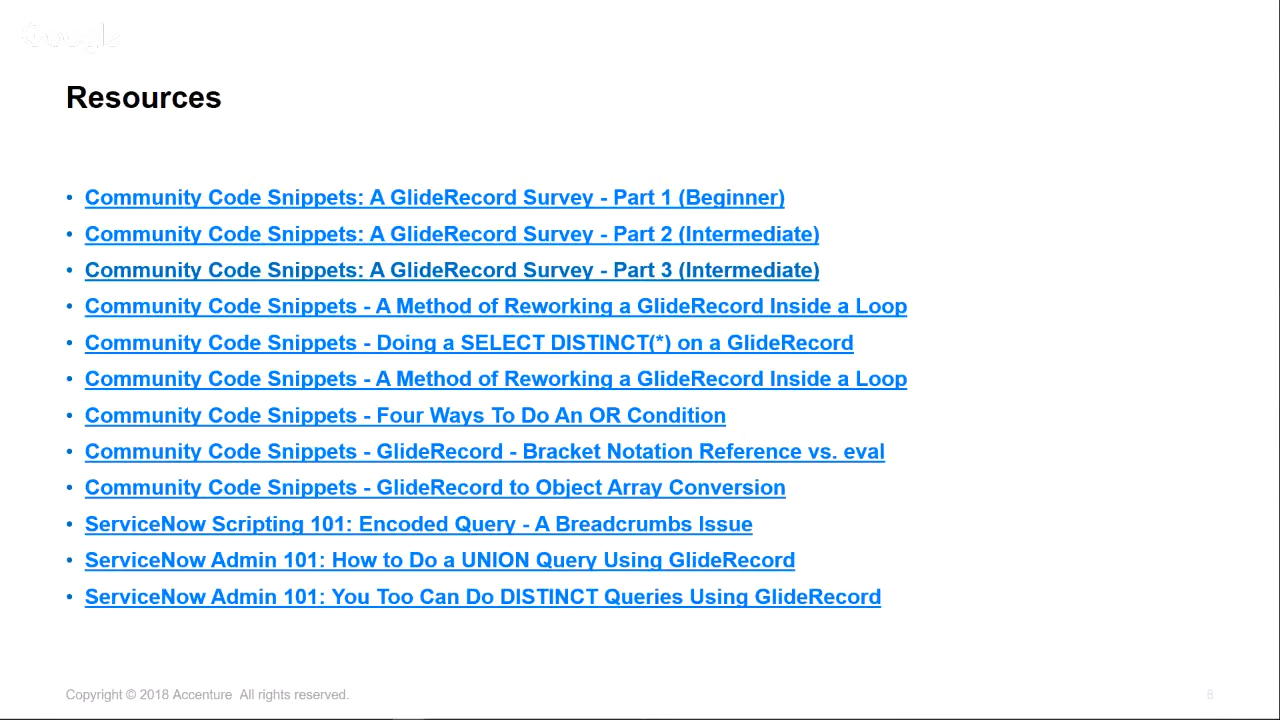 Google
Resources
• Community Code Snippets: A GlideRecord Survey - Part 1 (Beginner)
• Community Code Snippets: A GlideRecord Survey - Part 2 (Intermediate)
• Community Code Snippets: A GlideRecord Survey - Part 3 (Intermediate)
• Community Code Snippets - A Method of Reworking a GlideRecord Inside a Loop
• Community Code Snippets - Doing a SELECT DISTINCT(*) on a GlideRecord
• Community Code Snippets - A Method of Reworking a GlideRecord Inside a Loop
• Community Code Snippets - Four Ways To Do An OR Condition
• Community Code Snippets - GlideRecord - Bracket Notation Reference vs. eval
• Community Code Snippets - GlideRecord to Object Array Conversion
• ServiceNow Scripting 101: Encoded Query - A Breadcrumbs Issue
• ServiceNow Admin 101: How to Do a UNION Query Using GlideRecord
• ServiceNow Admin 101: You Too Can Do DISTINCT Queries Using GlideRecord
Copyright © 2018 Accenture  All rights reserved.
8